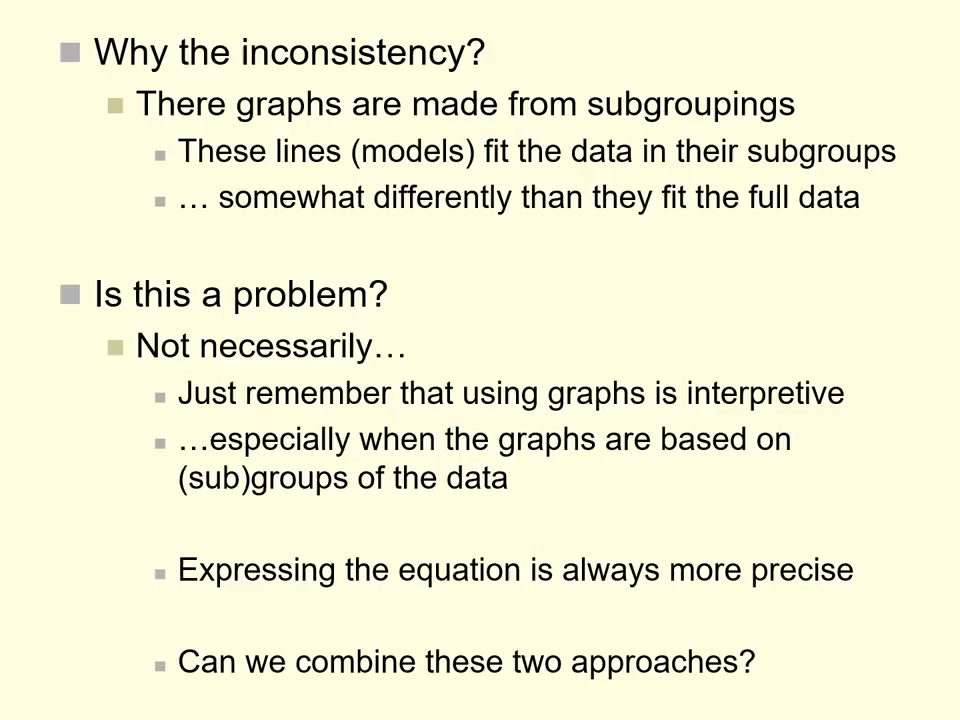 Why the inconsistency?
There graphs are made from subgroupings
These lines (models) fit the data in their subgroups
… somewhat differently than they fit the full data
Is this a problem?
Not necessarily…
Just remember that using graphs is interpretive
…especially when the graphs are based on
(sub)groups of the data
Expressing the equation is always more precise
Can we combine these two approaches?